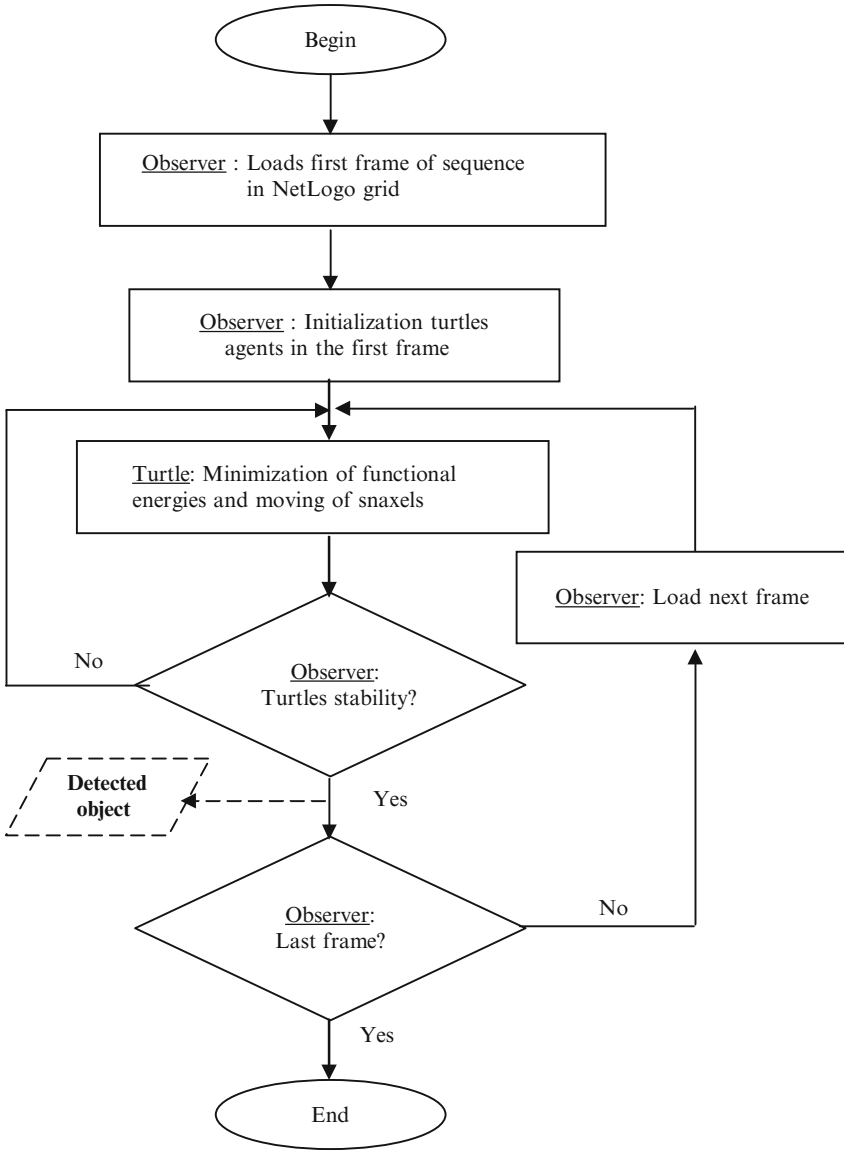 Begin
Observer : Loads first frame of sequence
in NetLogo grid
Observer : Initialization turtles
agents in the first frame
Turtle: Minimization of functional
energies and moving of snaxels
Observer: Load next frame
No
Observer:
Turtles stability?
Detected
object
Yes
Observer:
Last frame?
No
Yes
End